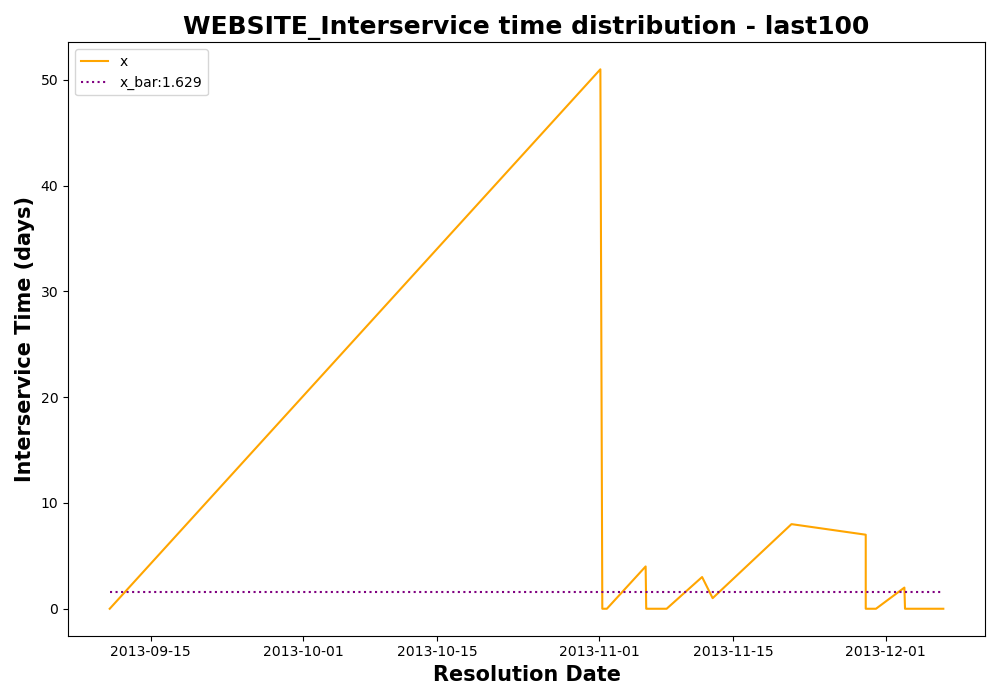 WEBSITE_Interservice time distribution - last100
x
x_bar:1.629
50
40
30
20
10
0
Interservice Time (days)
2013-09-15
2013-10-01
2013-10-15
2013-11-01
2013-11-15
2013-12-01
Resolution Date